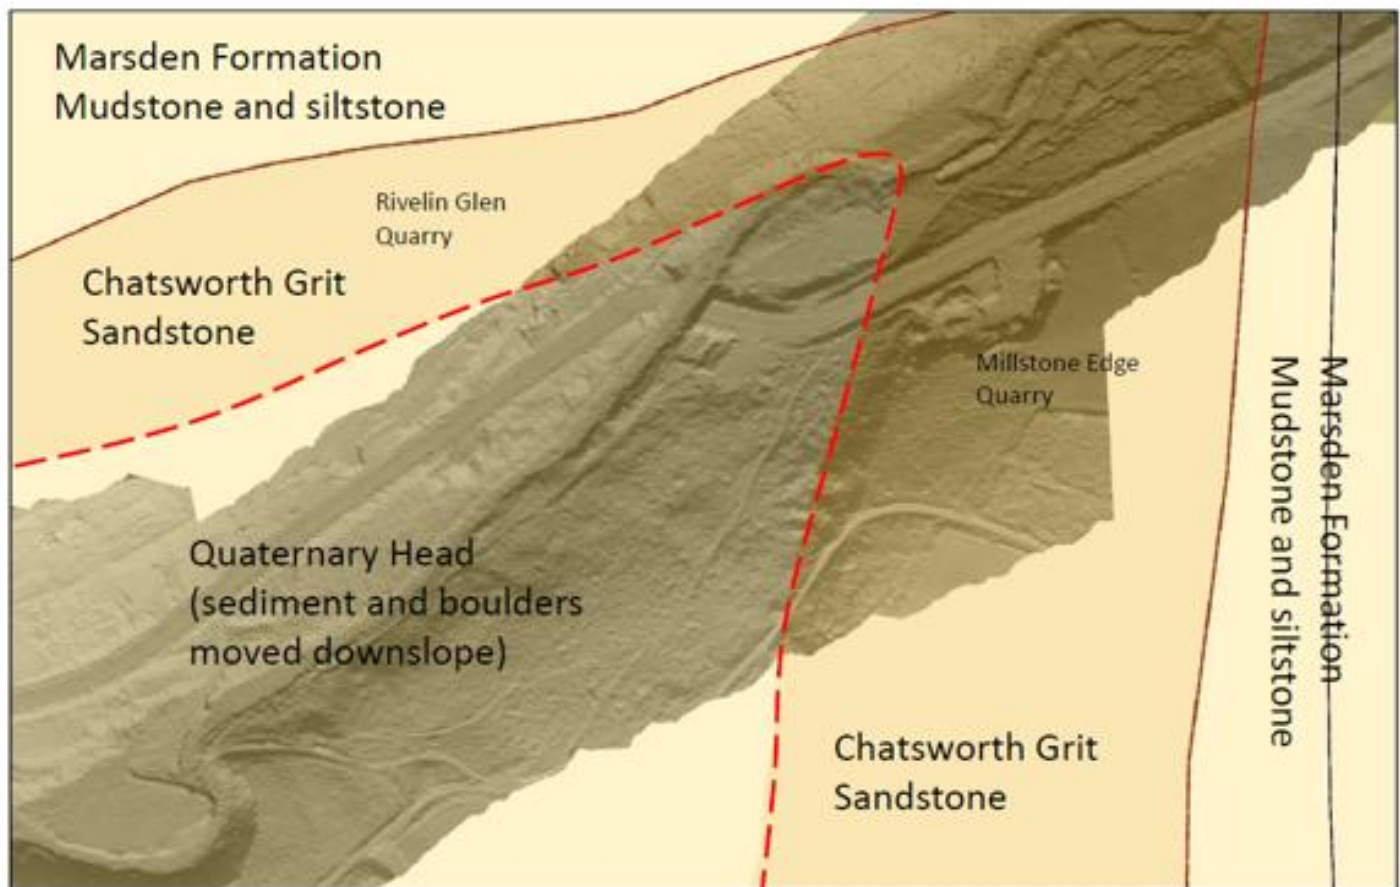 Marsden Formation
Mudstone and siltstone
Rivelin Glen
Quarry
Chatsworth Grit
Sandstone
Millstone Edge
Quarry
Marsden Formation
Mudstone and siltstone
Quaternary Head
(sediment and boulders
moved downslope)
Chatsworth Grit
Sandstone